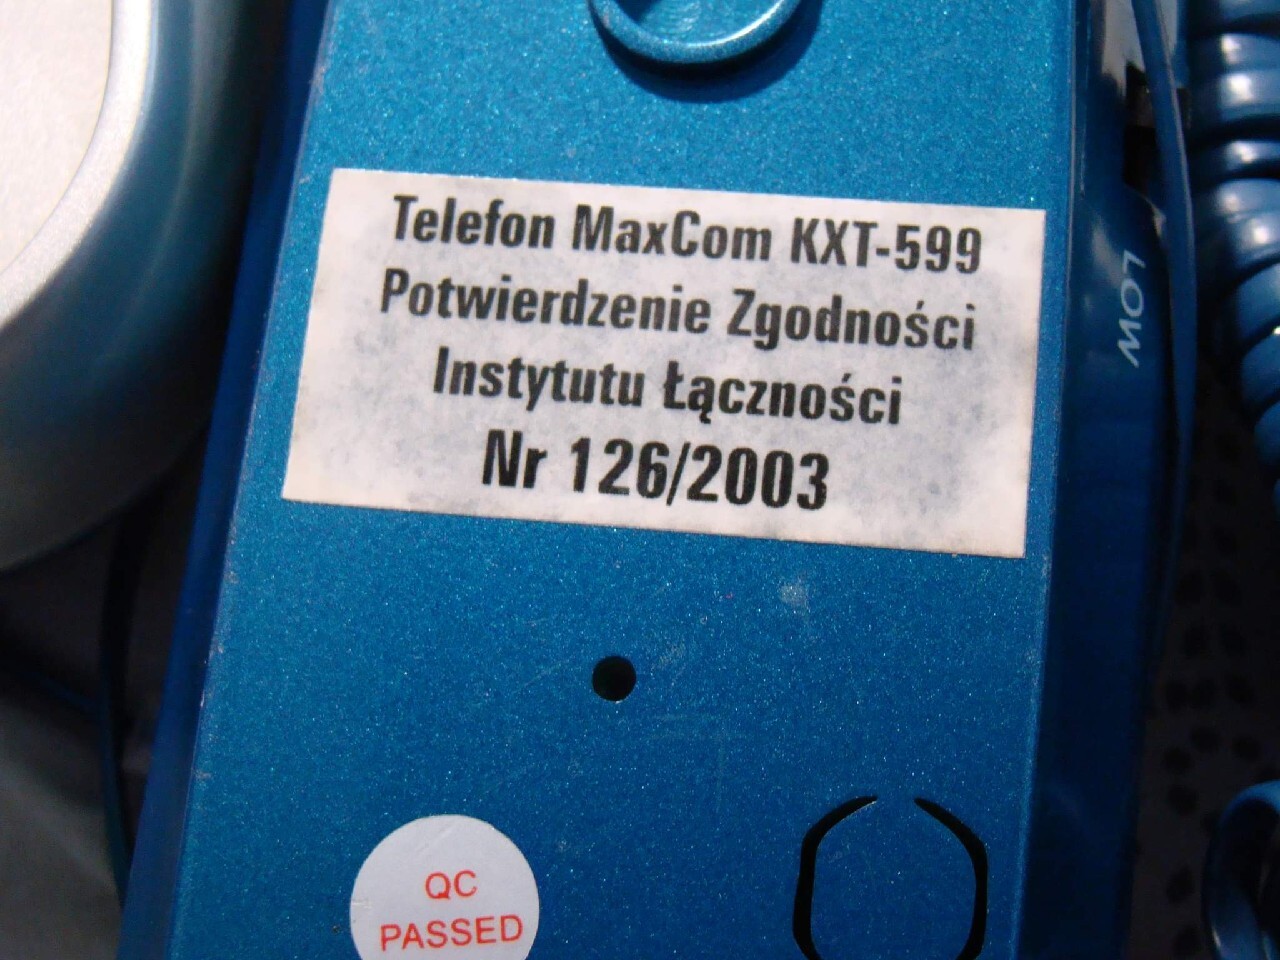 Telefon MaxCom KXT-599
Potwierdzenie Zgodności
Instytutu Łączności
Nr 126/2003
LOW
QC
PASSED